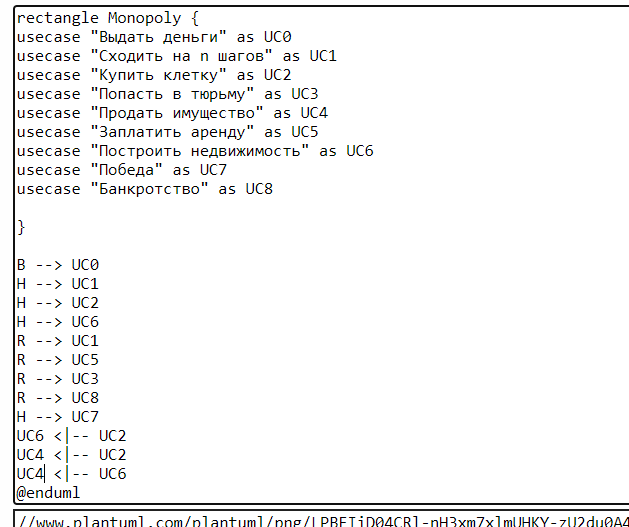 rectangle Monopoly {
usecase "Выдать деньги" as UC0
usecase "Сходить на n шагов" as UC1
usecase "Купить клетку" as UC2
usecase "Попасть в тюрьму" as UC3
usecase "Продать имущество" as UC4
usecase "Заплатить аренду" as UC5
usecase "Построить недвижимость" as UC6
usecase "Победа" as UC7
usecase "Банкротство" as UC8
}
B --> UC0
H --> UC1
H --> UC2
H --> UC6
R --> UC1
R --> UC5
R --> UC3
R --> UC8
H --> UC7
UC6 <|-- UC2
UC4 <|-- UC2
UC4 <|-- UC6
@enduml
//www.plantuml.com/plantuml/png/LPBFIiD04CRl-nH3xm7xlmUHKY-zU2du0A4